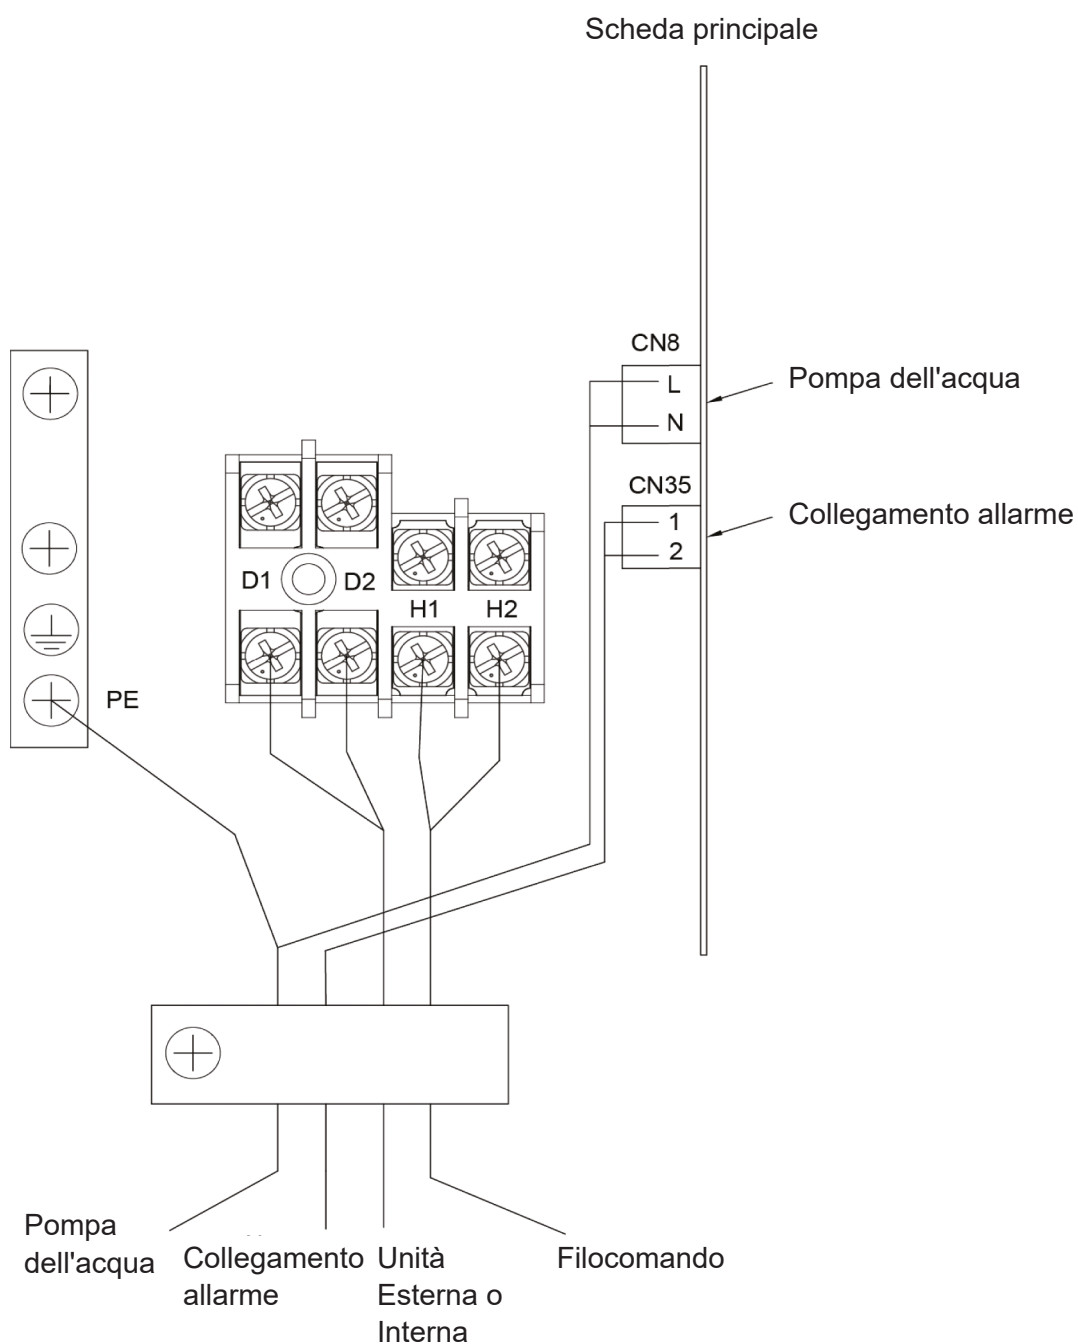 Scheda principale
CN8
L
N
Pompa dell'acqua
CN35
1
2
Collegamento allarme
D1
D2
H1
H2
PE
Pompa
dell'acqua
Collegamento
allarme
Unità
Esterna o
Interna
Filocomando